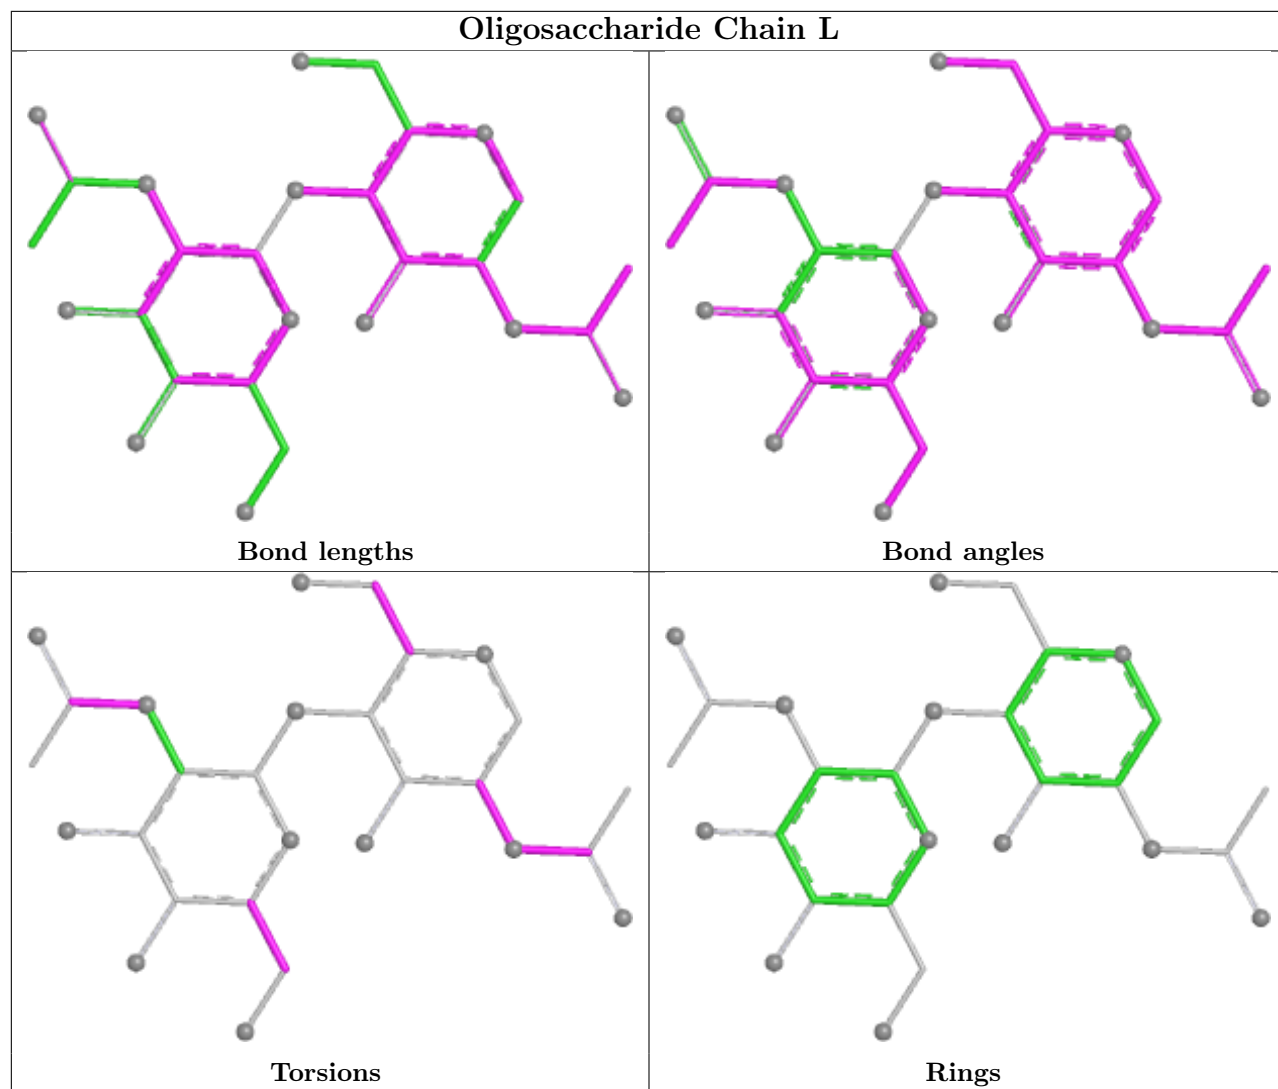 Oligosaccharide Chain L
Bond lengths
Bond angles
Torsions
Rings